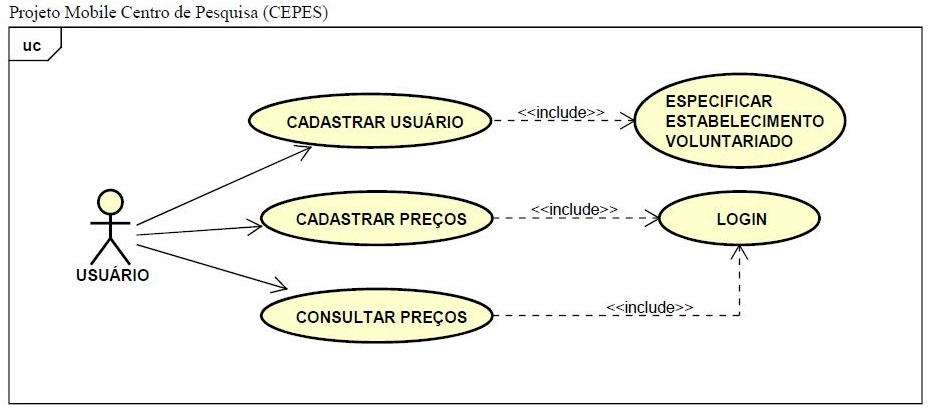 Projeto Mobile Centro de Pesquisa (CEPES)
uc
CADASTRAR USUÁRIO
<<include>>
ESPECIFICAR
ESTABELECIMENTO
VOLUNTARIADO
CADASTRAR PREÇOS
<<include>>
LOGIN
USUÁRIO
CONSULTAR PREÇOS
<<include>>